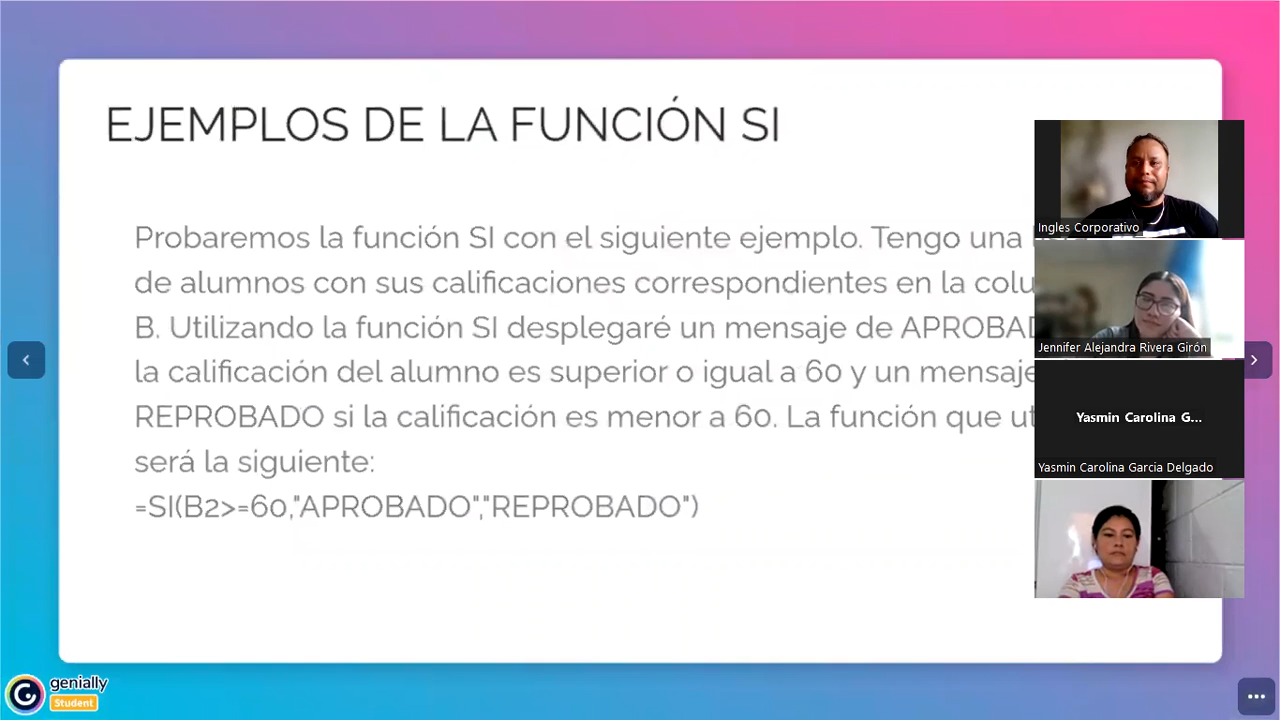 EJEMPLOS DE LA FUNCIÓN SI
Probaremos la función SI con el siguiente ejemplo. Tengo una
de alumnos con sus calificaciones correspondientes en la colu
B. Utilizando la función SI desplegaré un mensaje de APROBAD
la calificación del alumno es superior o igual a 60 y un mensaje
REPROBADO si la calificación es menor a 60. La función que ut
será la siguiente:
=SI(B2>=60,"APROBADO","REPROBADO")
Ingles Corporativo
Jennifer Alejandra Rivera Girón
Yasmin Carolina G...
Yasmin Carolina Garcia Delgado
genially
Student